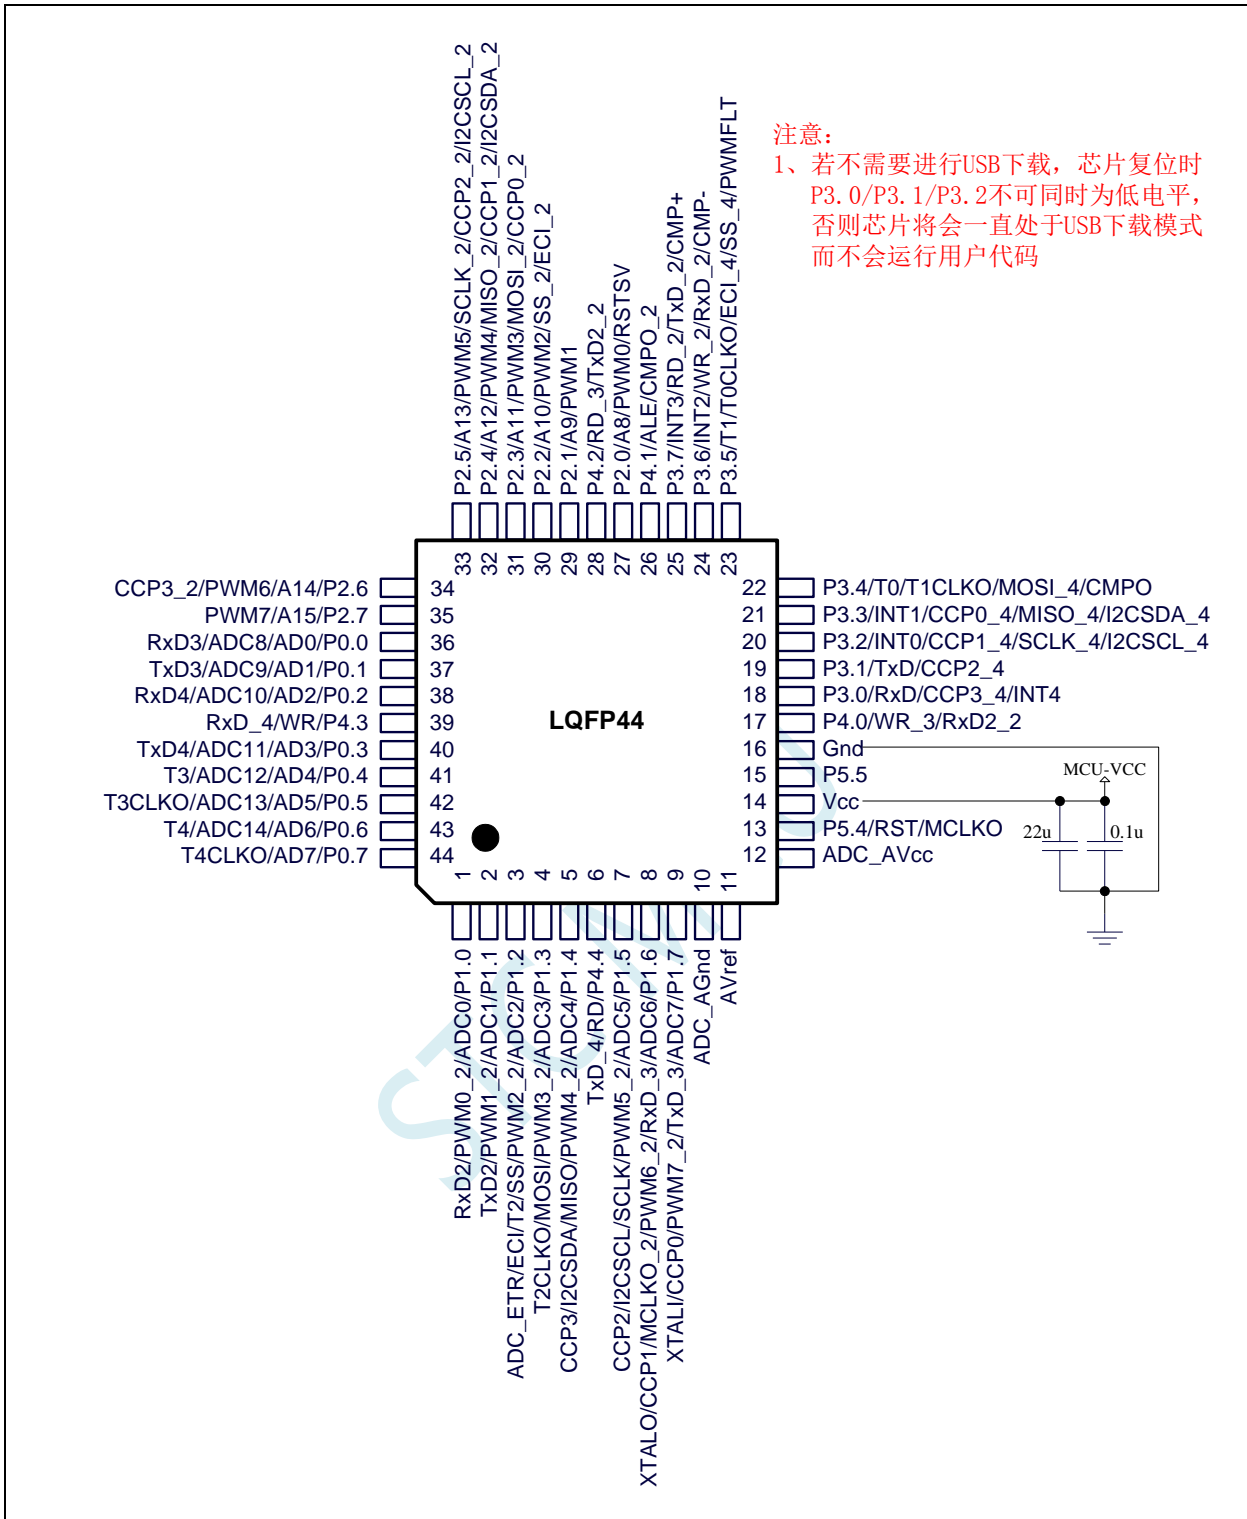 P2.5/A13/PWM5/SCLK_2/CCP2_2/I2CSCL_2
P2.4/A12/PWM4/MISO_2/CCP1_2/I2CSDA_2
P2.3/A11/PWM3/MOSI_2/CCP0_2
P2.2/A10/PWM2/SS_2/ECI_2
P2.1/A9/PWM1
P4.2/RD_3/TxD2_2
P2.0/A8/PWM0/RSTSV
P4.1/ALE/CMPO_2
P3.7/INT3/RD_2/TxD_2/CMP+
P3.6/INT2/WR_2/RxD_2/CMP-
P3.5/T1/T0CLKO/ECI_4/SS_4/PWMFLT
注意：
1、若不需要进行USB下载，芯片复位时
P3.0/P3.1/P3.2不可同时为低电平，
否则芯片将会一直处于USB下载模式
而不会运行用户代码
33
32
31
30
29
28
27
26
25
24
23
CCP3_2/PWM6/A14/P2.6 34
PWM7/A15/P2.7 35
RxD3/ADC8/AD0/P0.0 36
TxD3/ADC9/AD1/P0.1 37
RxD4/ADC10/AD2/P0.2 38
RxD_4/WR/P4.3 39
TxD4/ADC11/AD3/P0.3 40
T3/ADC12/AD4/P0.4 41
T3CLKO/ADC13/AD5/P0.5 42
T4/ADC14/AD6/P0.6 43
T4CLKO/AD7/P0.7 44
LQFP44
22 P3.4/T0/T1CLKO/MOSI_4/CMPO
21 P3.3/INT1/CCP0_4/MISO_4/I2CSDA_4
20 P3.2/INT0/CCP1_4/SCLK_4/I2CSCL_4
19 P3.1/TxD/CCP2_4
18 P3.0/RxD/CCP3_4/INT4
17 P4.0/WR_3/RxD2_2
16 Gnd
15 P5.5
14 Vcc
13 P5.4/RST/MCLKO
12 ADC_AVcc
MCU-VCC
22u
0.1u
1
2
3
4
5
6
7
8
9
10
11
RxD2/PWM0_2/ADC0/P1.0
TxD2/PWM1_2/ADC1/P1.1
ADC_ETR/ECI/T2/SS/PWM2_2/ADC2/P1.2
T2CLKO/MOSI/PWM3_2/ADC3/P1.3
CCP3/I2CSDA/MISO/PWM4_2/ADC4/P1.4
TxD_4/RD/P4.4
CCP2/I2CSCL/SCLK/PWM5_2/ADC5/P1.5
XTALO/CCP1/MCLKO_2/PWM6_2/RxD_3/ADC6/P1.6
XTALI/CCP0/PWM7_2/TxD_3/ADC7/P1.7
ADC_AGnd
AVref